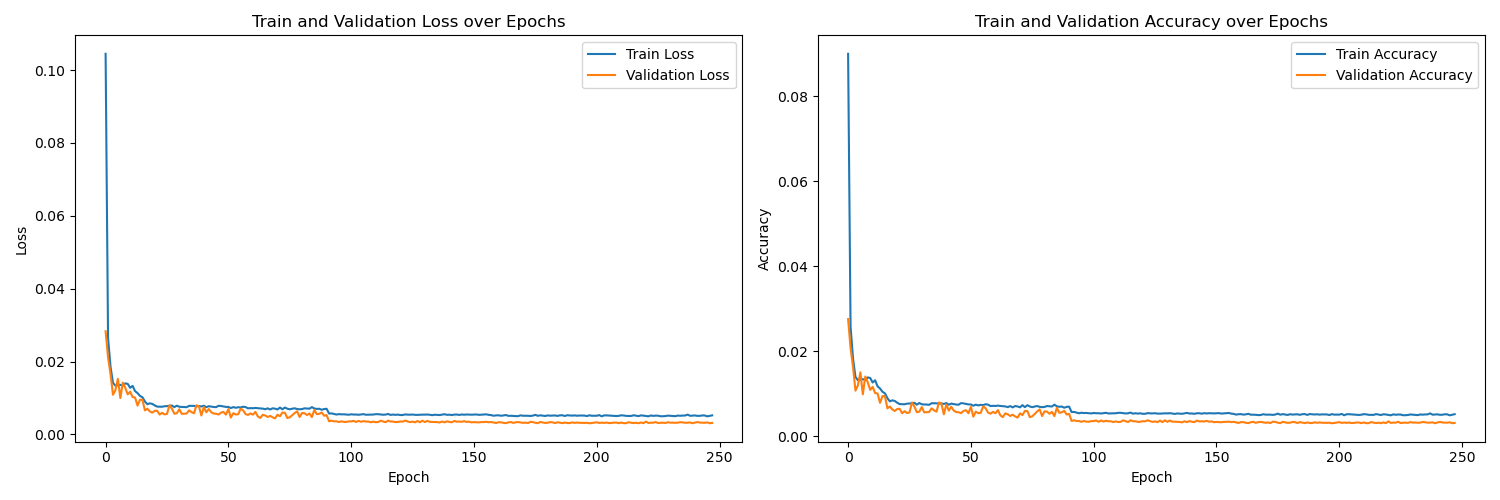 Train and Validation Loss over Epochs
Train Loss
Validation Loss
0.10
0.08
0.06
0.04
0.02
0.00
Loss
0 50 100 150 200 250
Epoch
Train and Validation Accuracy over Epochs
Train Accuracy
Validation Accuracy
0.08
0.06
0.04
0.02
0.00
Accuracy
0 50 100 150 200 250
Epoch